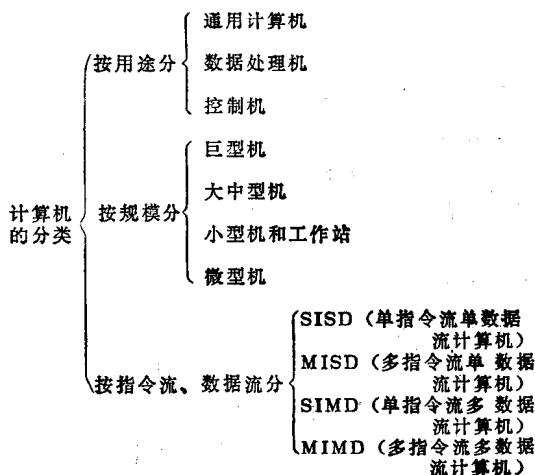 通用计算机
按用途分
数据处理机
控制机
巨型机
大中型机
计算机
的分类
按规模分
小型机和工作站
微型机
SISD（单指令流单数据
流计算机）
MISD（多指令流单 数据
流计算机）
按指令流、数据流分
SIMD（单指令流多 数据
流计算机）
MIMD（多指令流多数据
流计算机）